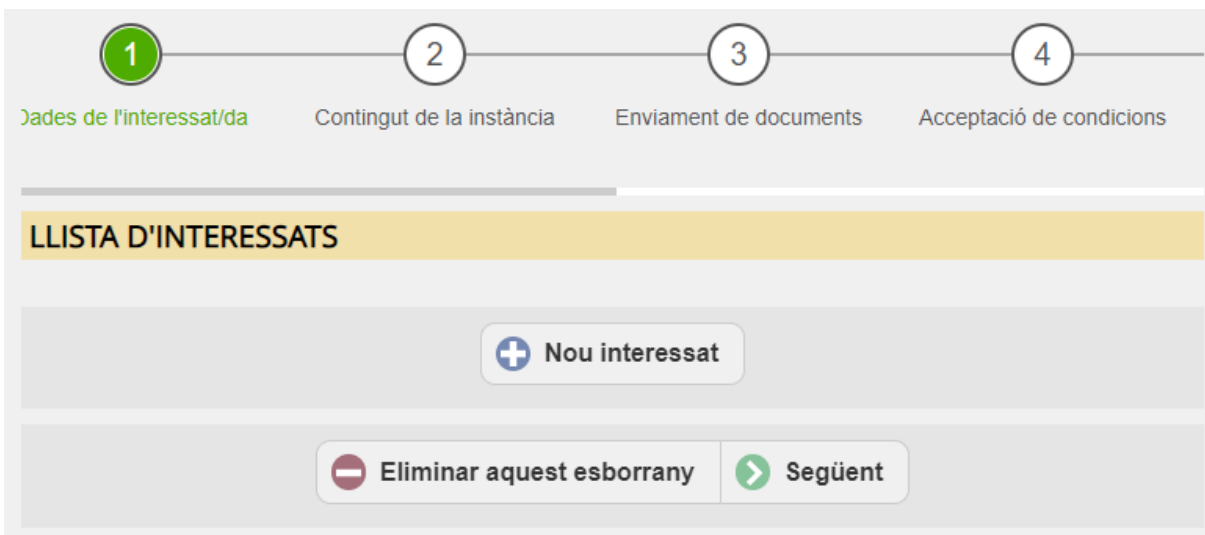 1 2 3 4
Dades de l'interessat/da Contingut de la instància Enviament de documents Acceptació de condicions
LLISTA D'INTERESSATS
Nou interessat
Eliminar aquest esborrany Següent